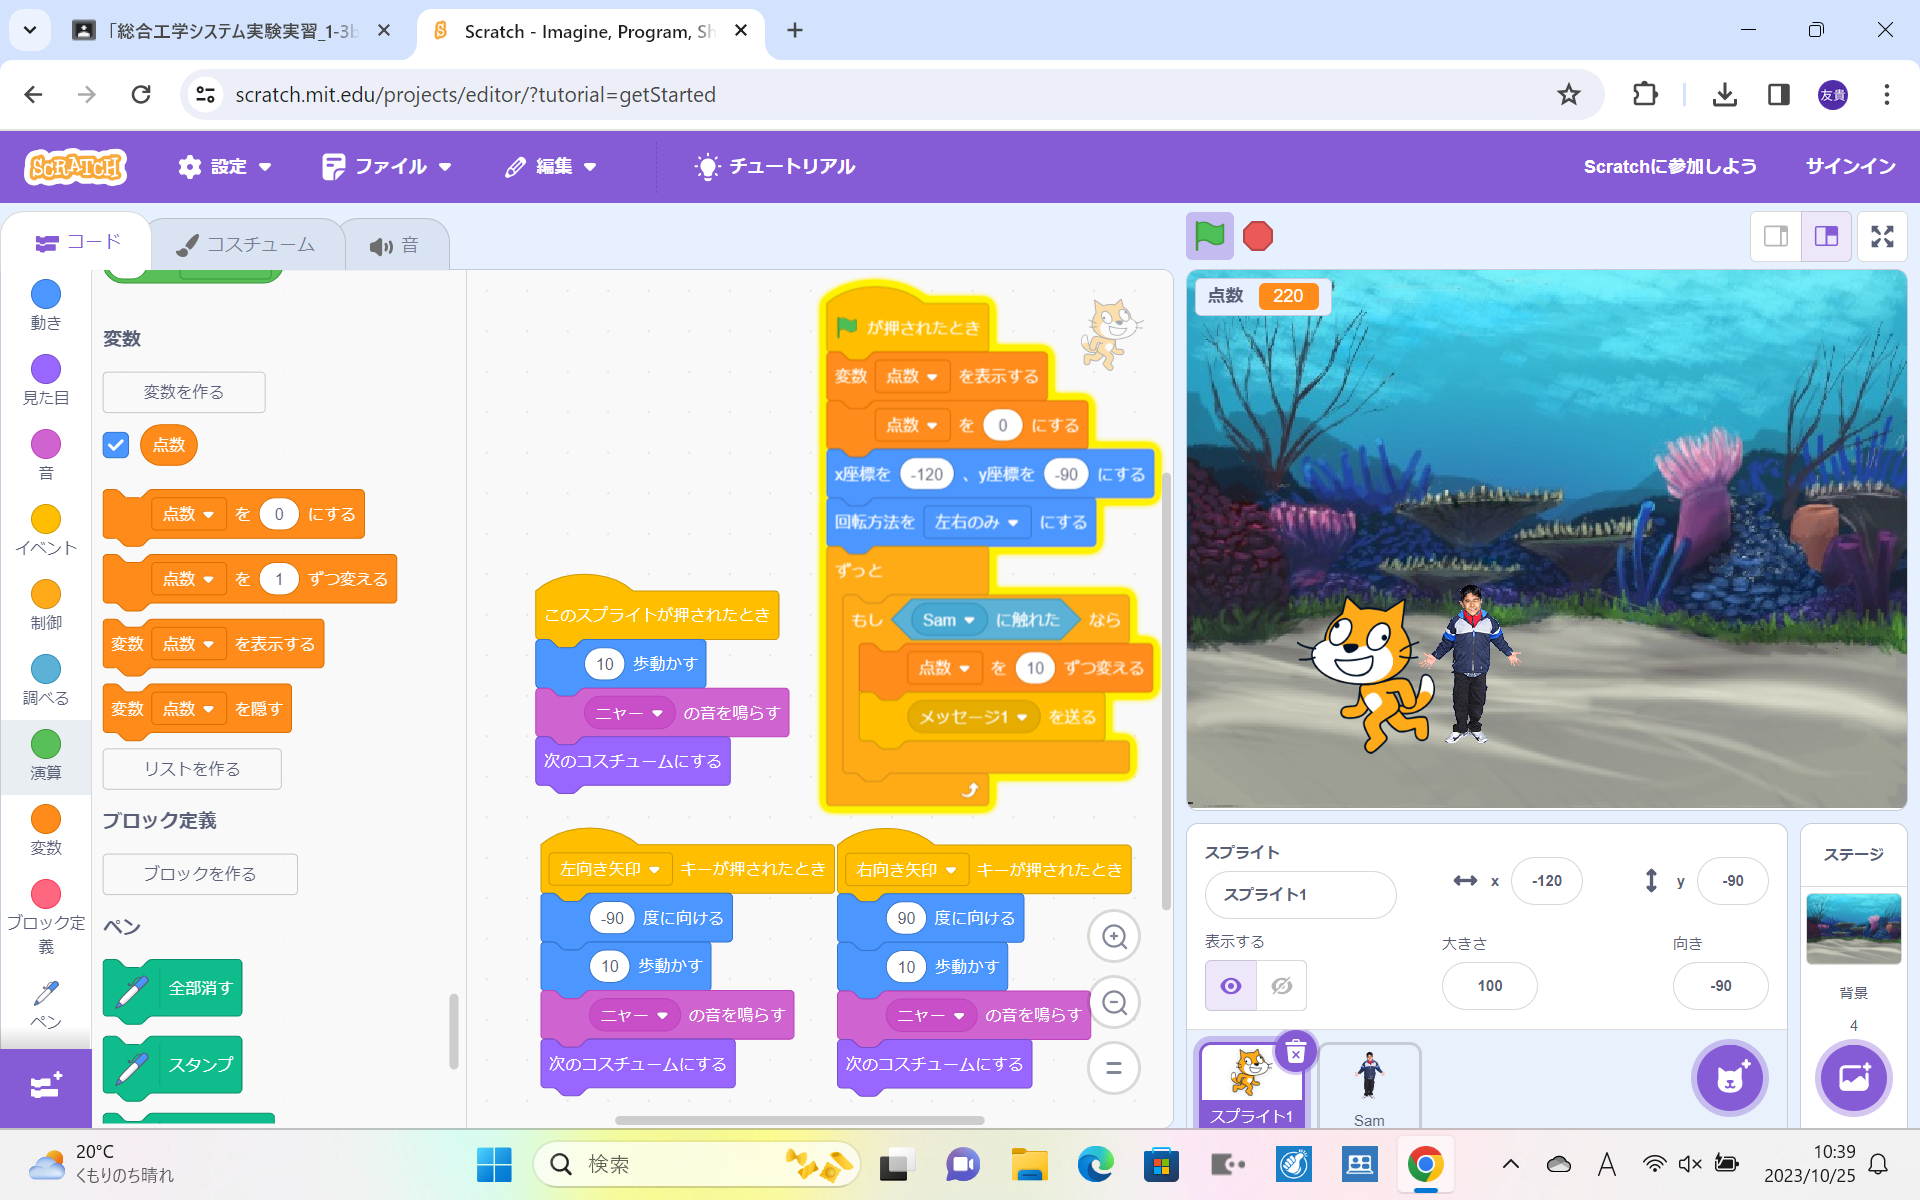 「総合工学システム実験実習_1-3b
Scratch - Imagine, Program, Sh
scratch.mit.edu/projects/editor/?tutorial=getStarted
友貴
SCRATCH
設定
ファイル
編集
チュートリアル
Scratchに参加しよう
サインイン
コード
コスチューム
音
動き
見た目
音
イベント
制御
調べる
演算
変数
ブロック定義
ペン
変数
変数を作る
点数
点数 を 0 にする
点数 を 1 ずつ変える
変数 点数 を表示する
変数 点数 を隠す
リストを作る
ブロック定義
ブロックを作る
ペン
全部消す
スタンプ
が押されたとき
変数 点数 を表示する
点数 を 0 にする
x座標を -120 、y座標を -90 にする
回転方法を 左右のみ にする
ずっと
もし Sam に触れた なら
点数 を 10 ずつ変える
メッセージ1 を送る
このスプライトが押されたとき
10 歩動かす
ニャー の音を鳴らす
次のコスチュームにする
左向き矢印 キーが押されたとき
-90 度に向ける
10 歩動かす
ニャー の音を鳴らす
次のコスチュームにする
右向き矢印 キーが押されたとき
90 度に向ける
10 歩動かす
ニャー の音を鳴らす
次のコスチュームにする
点数 220
スプライト
スプライト1
x -120
y -90
表示する
大きさ
100
向き
-90
スプライト1
Sam
ステージ
背景
4
20°C
くもりのち晴れ
検索
A
10:39
2023/10/25